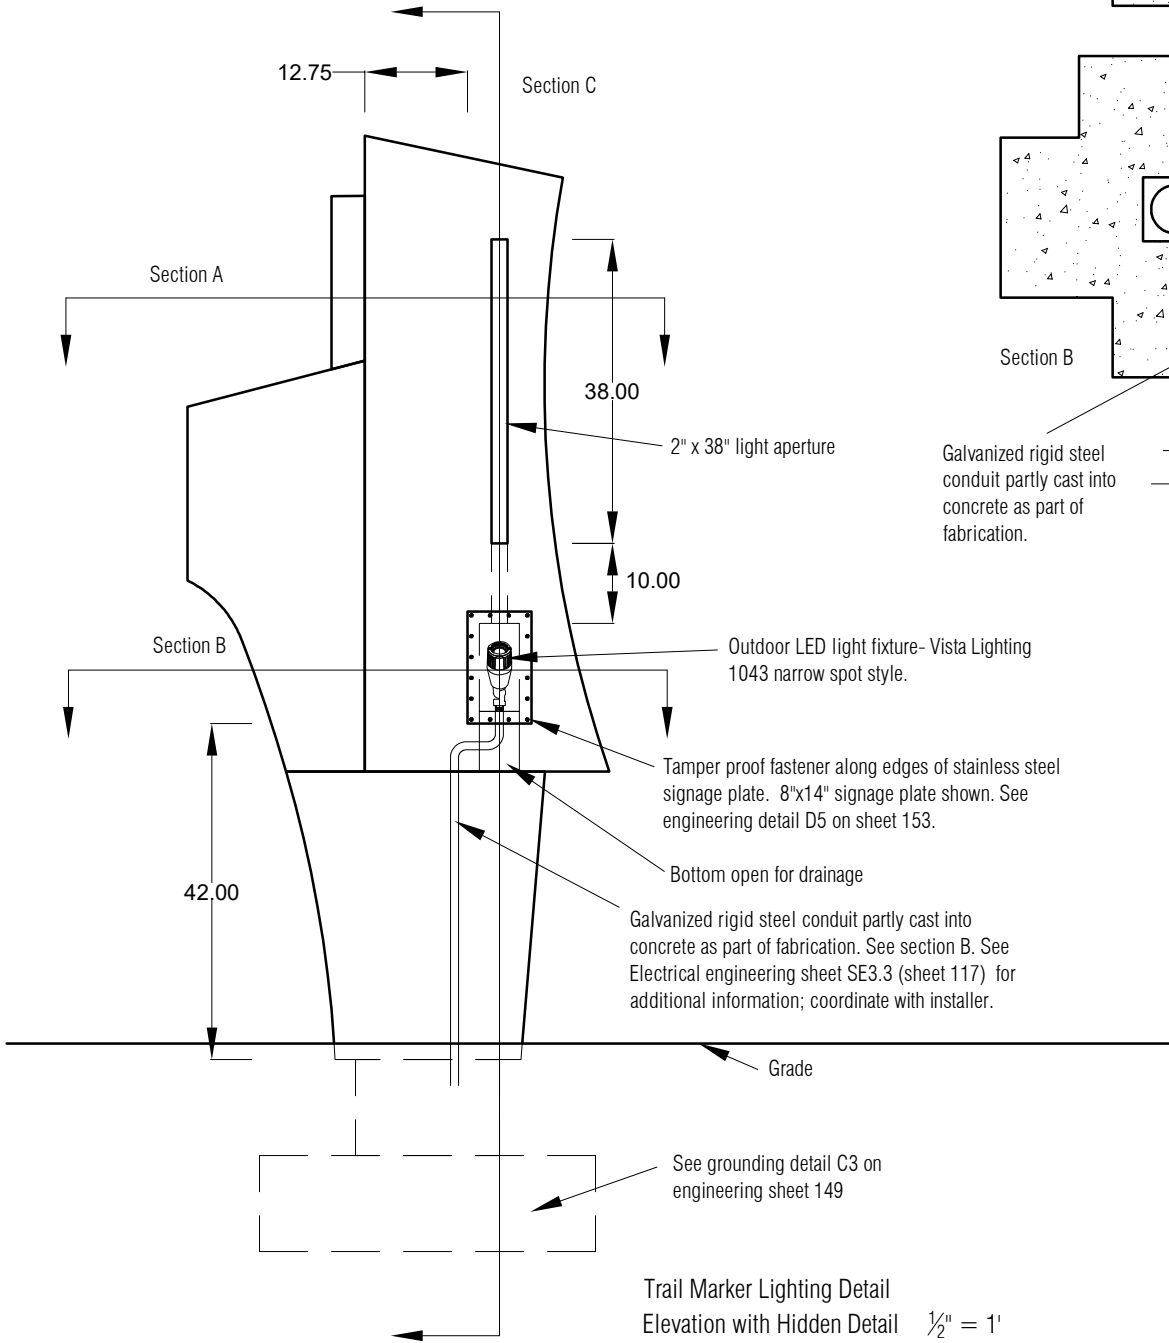 12.75
Section C
Section A
38.00
Section B
2" x 38" light aperture
Galvanized rigid steel
conduit partly cast into
concrete as part of
fabrication.
10.00
Section B
Outdoor LED light fixture- Vista Lighting
1043 narrow spot style.
Tamper proof fastener along edges of stainless steel
signage plate. 8"x14" signage plate shown. See
engineering detail D5 on sheet 153.
Bottom open for drainage
42.00
Galvanized rigid steel conduit partly cast into
concrete as part of fabrication. See section B. See
Electrical engineering sheet SE3.3 (sheet 117) for
additional information; coordinate with installer.
Grade
See grounding detail C3 on
engineering sheet 149
Trail Marker Lighting Detail
Elevation with Hidden Detail ½" = 1'